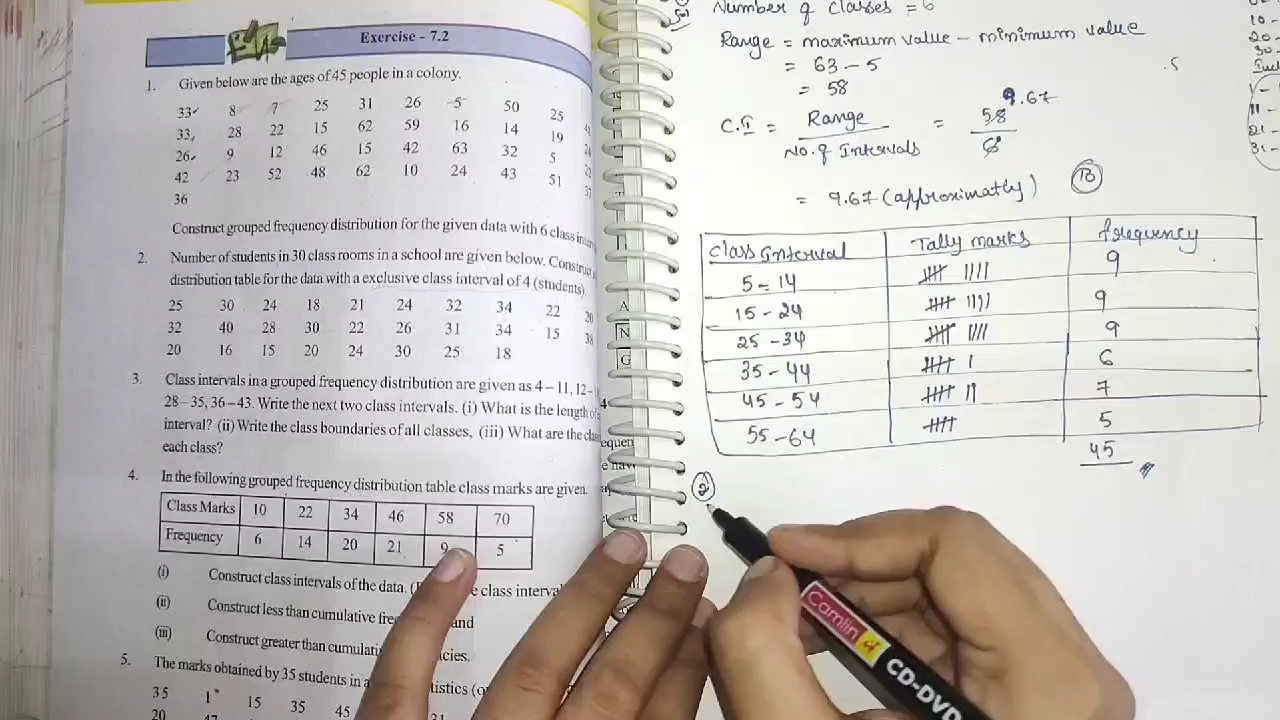 Exercise - 7.2
1. Given below are the ages of 45 people in a colony.
33 8 7 25 31 26 5 50 25
33, 28 22 15 62 59 16 14 19
26 9 12 46 15 42 63 32 5
42 23 52 48 62 10 24 43 51
36
Construct grouped frequency distribution for the given data with 6 class
2. Number of students in 30 class rooms in a school are given below. Construct
distribution table for the data with a exclusive class interval of 4 (students).
25 30 24 18 21 24 32 34 22 20
32 40 28 30 22 26 31 34 15 38
20 16 15 20 24 30 25 18
3. Class intervals in a grouped frequency distribution are given as 4 – 11, 12 –
28 – 35, 36 – 43. Write the next two class intervals. (i) What is the length of
interval? (ii) Write the class boundaries of all classes, (iii) What are the class
each class?
4. In the following grouped frequency distribution table class marks are given.
Class Marks 10 22 34 46 58 70
Frequency 6 14 20 21 9 5
(i) Construct class intervals of the data. class interval
(ii) Construct less than cumulative and
(iii) Construct greater than
5. The marks obtained by 35 students in a
35 15 35 45
20
A
N
G
Number of classes = 6
Range = maximum value – minimum value
= 63 – 5
= 58
C.I = Range / No. of Intervals = 58 / 6 9.67
= 9.67 (approximatly) 10
Class Interval Tally marks frequency
5 – 14 𝍸 |||| 9
15 – 24 𝍸 |||| 9
25 – 34 𝍸 |||| 9
35 – 44 𝍸 | 6
45 – 54 𝍸 || 7
55 – 64 𝍸 5
45
2
Camlin
CD-DVD